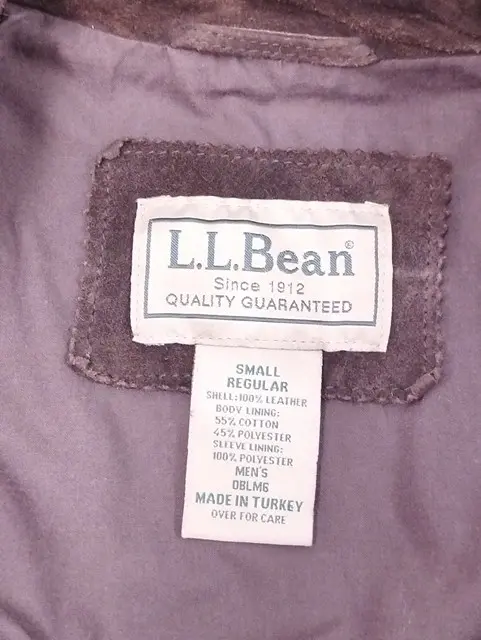 L.L.Bean®
Since 1912
QUALITY GUARANTEED
SMALL
REGULAR
SHELL:100% LEATHER
BODY LINING:
55% COTTON
45% POLYESTER
SLEEVE LINING:
100% POLYESTER
MEN'S
OBLM6
MADE IN TURKEY
OVER FOR CARE